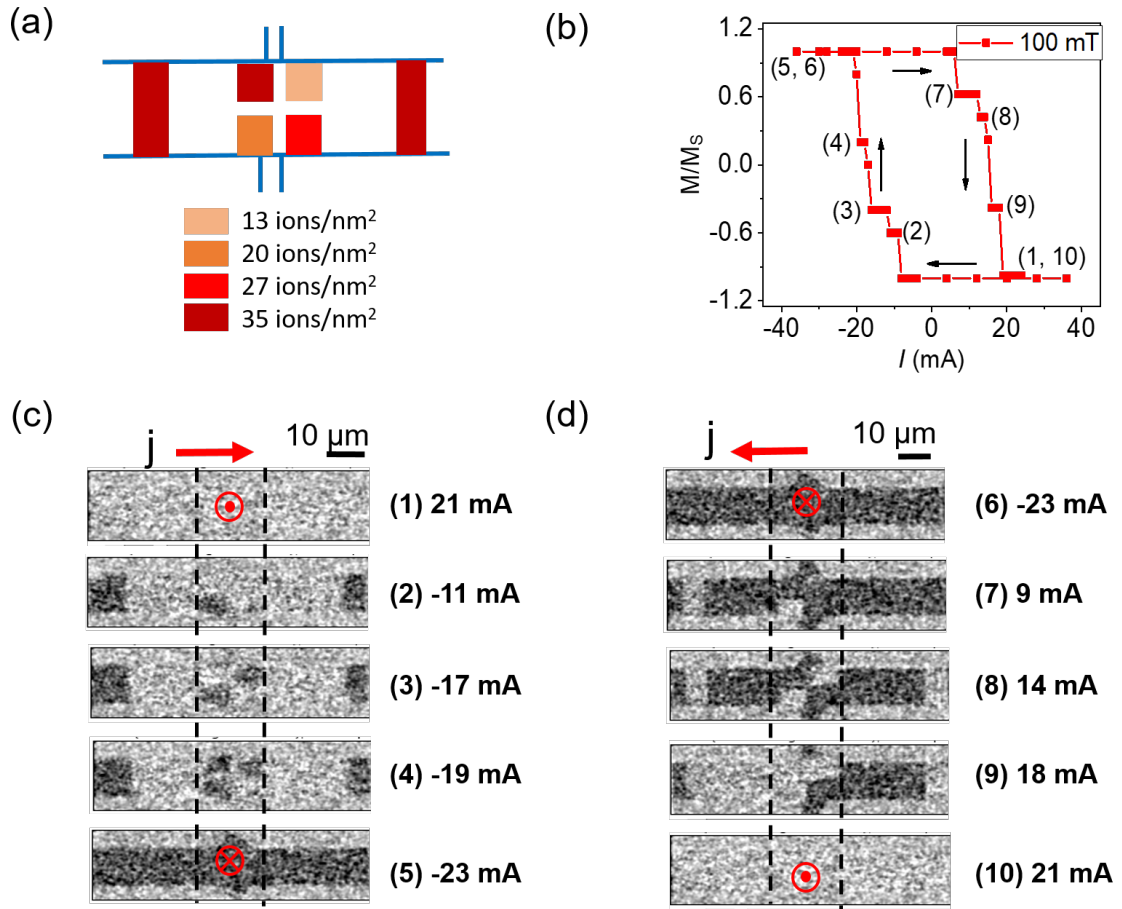 (a)
13 ions/nm²
20 ions/nm²
27 ions/nm²
35 ions/nm²
(b)
1.2
0.6
0.0
-0.6
-1.2
M/M_S
-40
-20
0
20
40
I (mA)
100 mT
(5, 6)
(7)
(8)
(4)
(3)
(9)
(2)
(1, 10)
(c)
j
10 µm
(1) 21 mA
(2) -11 mA
(3) -17 mA
(4) -19 mA
(5) -23 mA
(d)
j
10 µm
(6) -23 mA
(7) 9 mA
(8) 14 mA
(9) 18 mA
(10) 21 mA